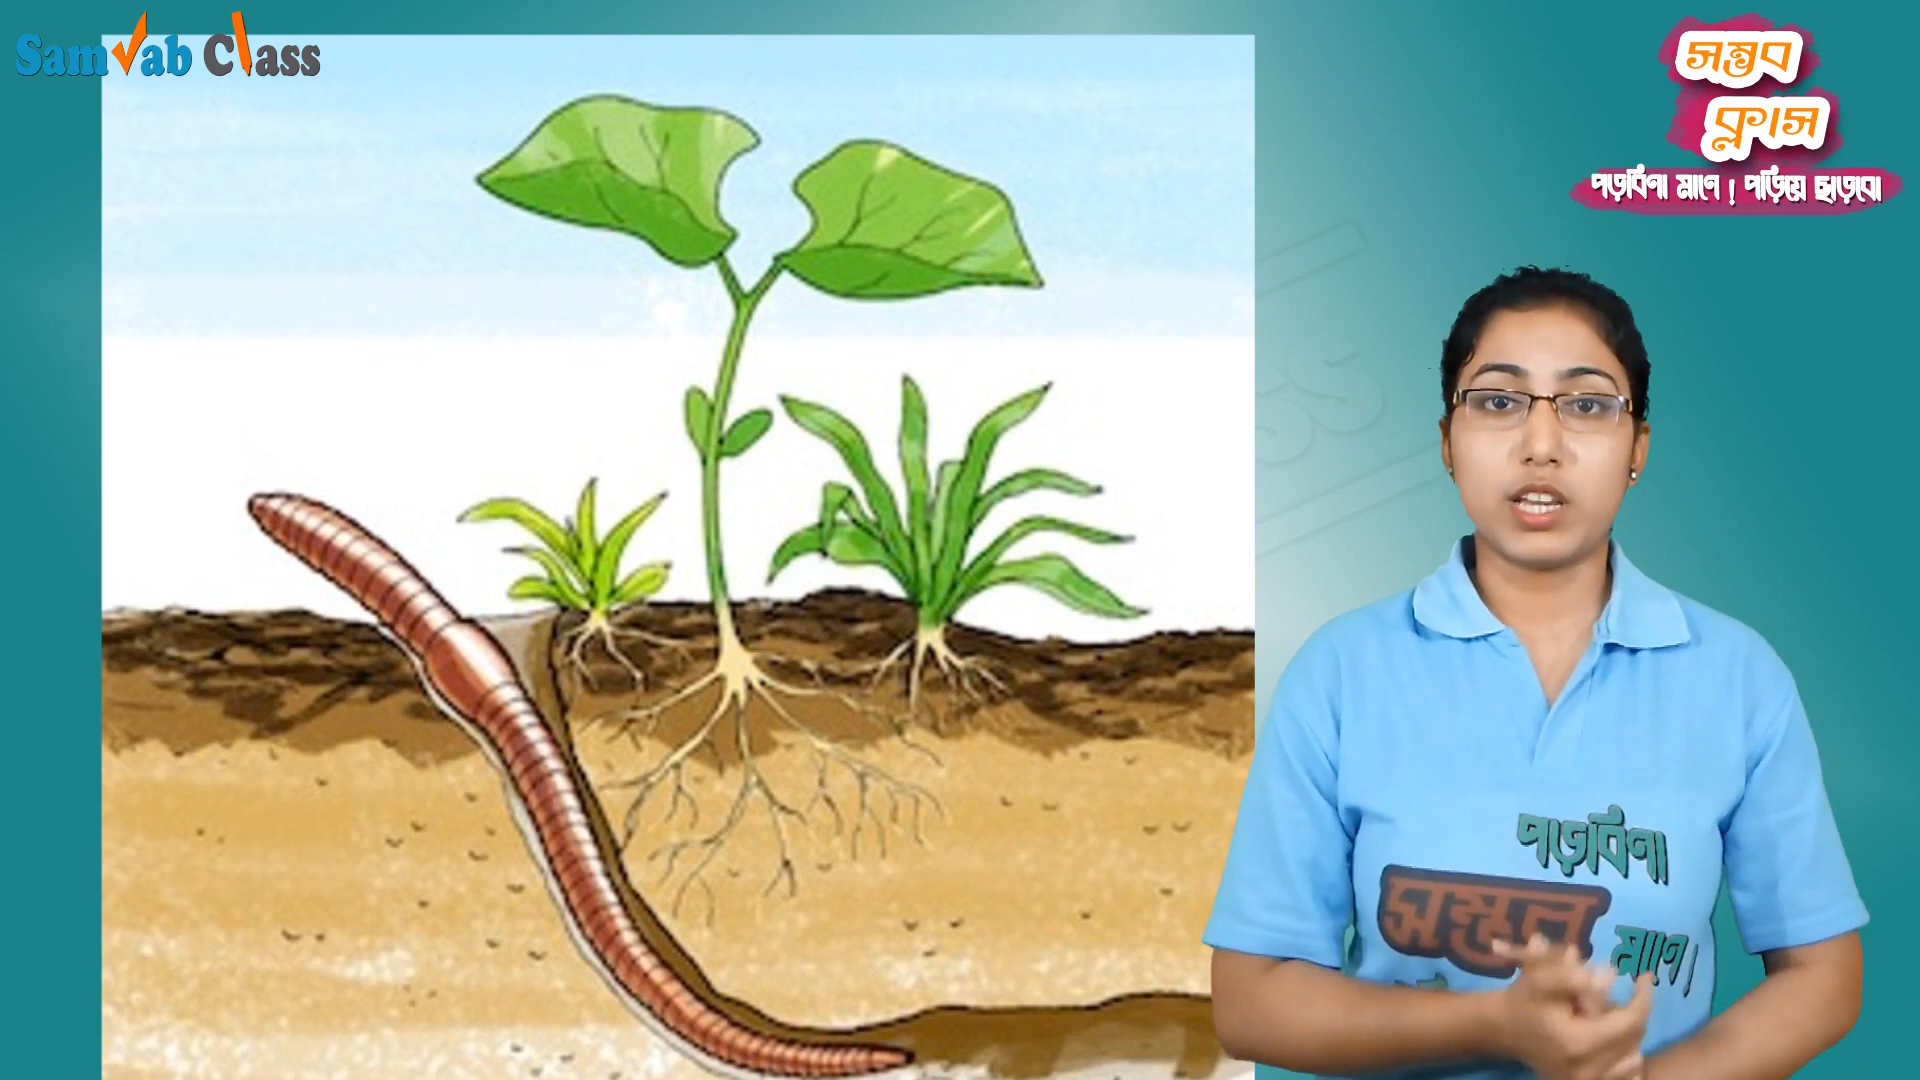 Samvab Class
সম্ভব
ক্লাস
পড়বিণা মাণে ! পড়িয়ে ছাড়বো
পড়বিণা
সম্ভব
মাণে!